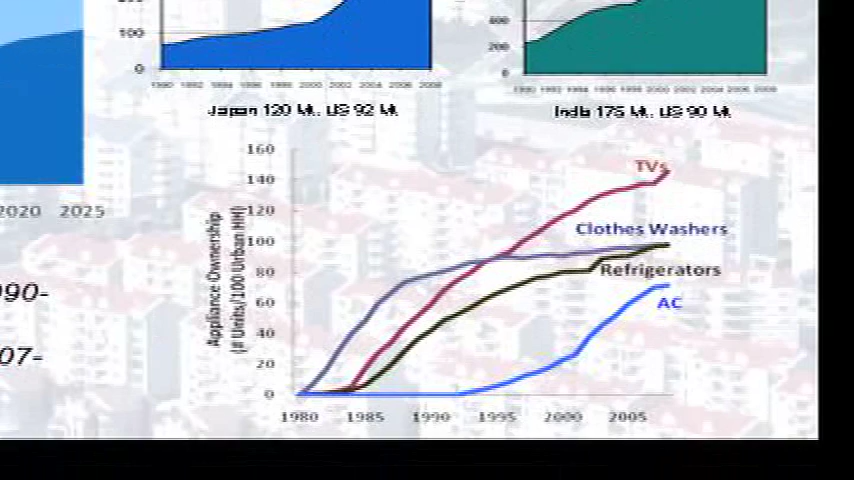 200
100
0
1990 1992 1994 1996 1998 2000 2002 2004 2006 2008
Japan 120 Mt. US 92 Mt.
400
200
0
1990 1992 1994 1996 1998 2000 2002 2004 2006 2008
India 175 Mt. US 90 Mt.
2020 2025
990-
07-
Appliance Ownership
(# Units/100 Urban HH)
160
140
120
100
80
60
40
20
0
1980 1985 1990 1995 2000 2005
TVs
Clothes Washers
Refrigerators
AC